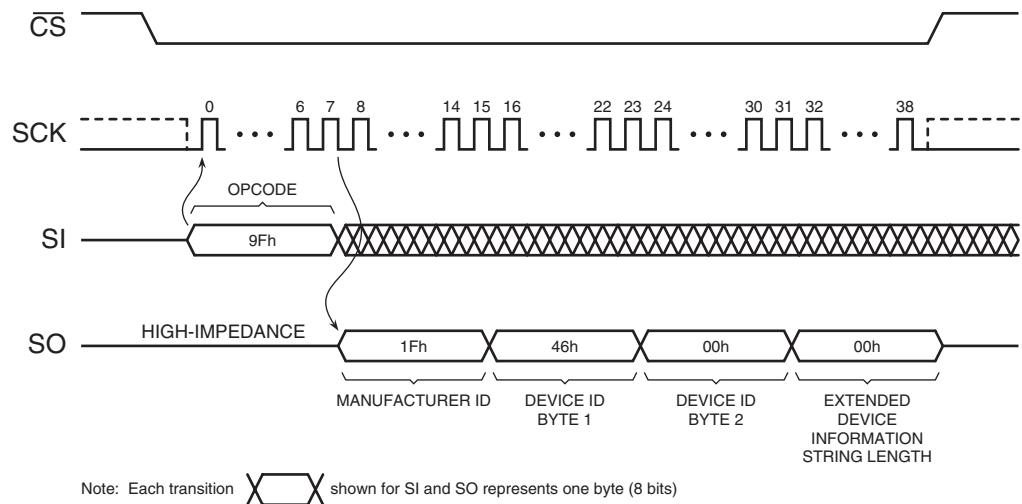 CS
0 6 7 8 14 15 16 22 23 24 30 31 32 38
SCK
OPCODE
SI 9Fh
HIGH-IMPEDANCE
SO 1Fh 46h 00h 00h
MANUFACTURER ID DEVICE ID DEVICE ID EXTENDED
BYTE 1 BYTE 2 DEVICE
INFORMATION
STRING LENGTH
Note: Each transition shown for SI and SO represents one byte (8 bits)